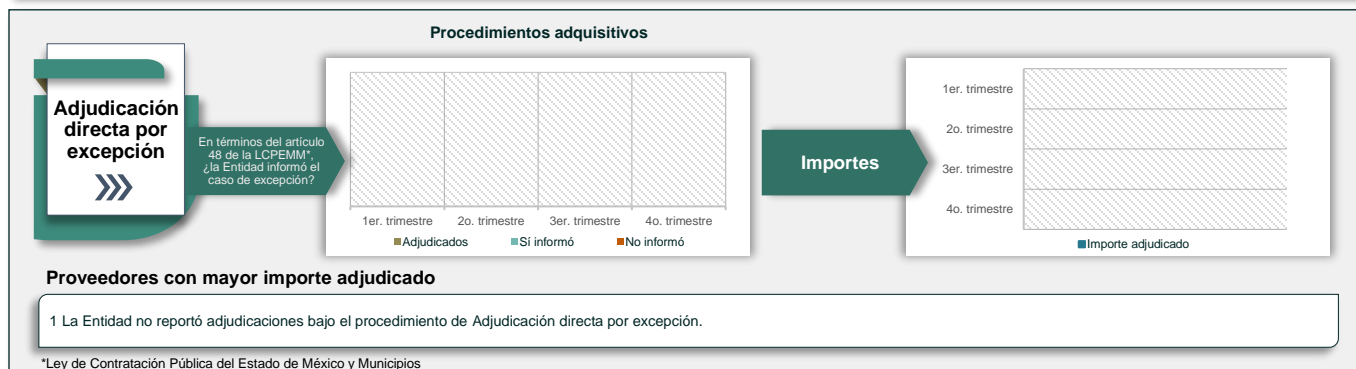 Procedimientos adquisitivos
Adjudicación
directa por
excepción
En términos del artículo
48 de la LCPEMM*,
¿la Entidad informó el
caso de excepción?
1er. trimestre 2o. trimestre 3er. trimestre 4o. trimestre
Adjudicados Sí informó No informó
Importes
1er. trimestre
2o. trimestre
3er. trimestre
4o. trimestre
Importe adjudicado
Proveedores con mayor importe adjudicado
1 La Entidad no reportó adjudicaciones bajo el procedimiento de Adjudicación directa por excepción.
*Ley de Contratación Pública del Estado de México y Municipios